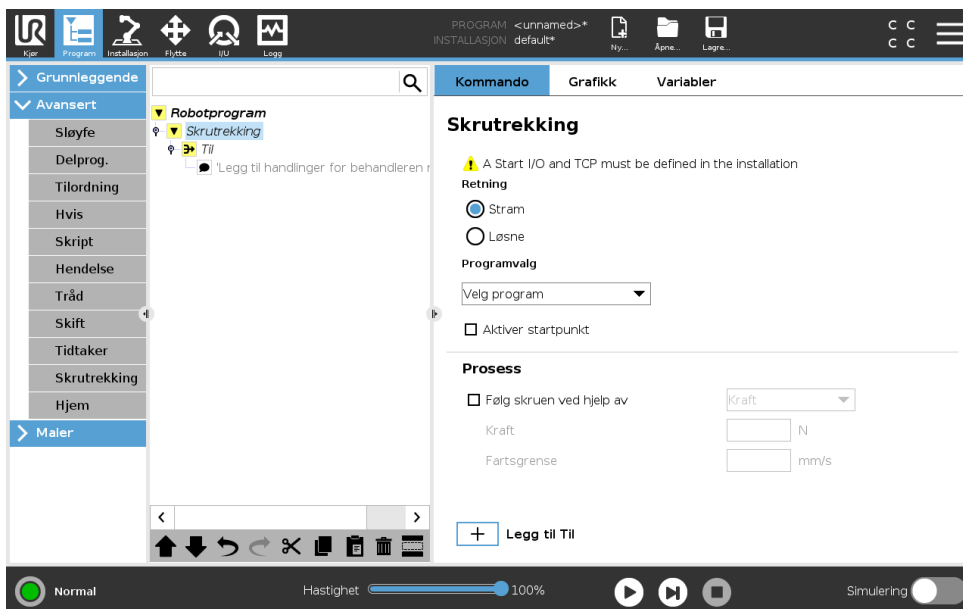 PROGRAM <unnamed>*
INSTALLASJON default*
Kjør
Program
Installasjon
Flytte
I/U
Logg
Ny...
Åpne...
Lagre...
C C
C C
Grunnleggende
Avansert
Sløyfe
Delprog.
Tilordning
Hvis
Skript
Hendelse
Tråd
Skift
Tidtaker
Skrutrekking
Hjem
Maler
Robotprogram
Skrutrekking
Til
'Legg til handlinger for behandleren
Kommando
Grafikk
Variabler
Skrutrekking
A Start I/O and TCP must be defined in the installation
Retning
Stram
Løsne
Programvalg
Velg program
Aktiver startpunkt
Prosess
Følg skruen ved hjelp av
Kraft
Kraft
N
Fartsgrense
mm/s
Legg til Til
Normal
Hastighet
100%
Simulering